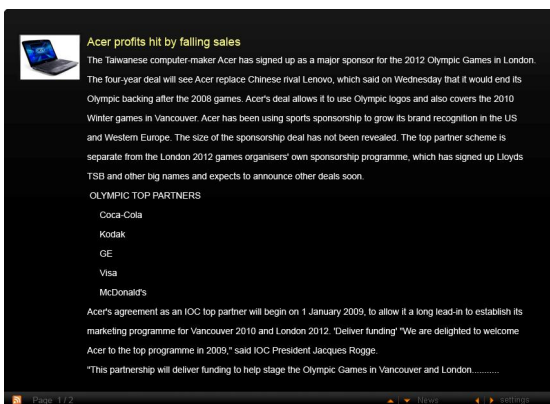 Acer profits hit by falling sales
The Taiwanese computer-maker Acer has signed up as a major sponsor for the 2012 Olympic Games in London.
The four-year deal will see Acer replace Chinese rival Lenovo, which said on Wednesday that it would end its
Olympic backing after the 2008 games. Acer's deal allows it to use Olympic logos and also covers the 2010
Winter games in Vancouver. Acer has been using sports sponsorship to grow its brand recognition in the US
and Western Europe. The size of the sponsorship deal has not been revealed. The top partner scheme is
separate from the London 2012 games organisers' own sponsorship programme, which has signed up Lloyds
TSB and other big names and expects to announce other deals soon.
OLYMPIC TOP PARTNERS
Coca-Cola
Kodak
GE
Visa
McDonald's
Acer's agreement as an IOC top partner will begin on 1 January 2009, to allow it a long lead-in to establish its
marketing programme for Vancouver 2010 and London 2012. 'Deliver funding' "We are delighted to welcome
Acer to the top programme in 2009," said IOC President Jacques Rogge.
"This partnership will deliver funding to help stage the Olympic Games in Vancouver and London...........
Page 1/2 News settings